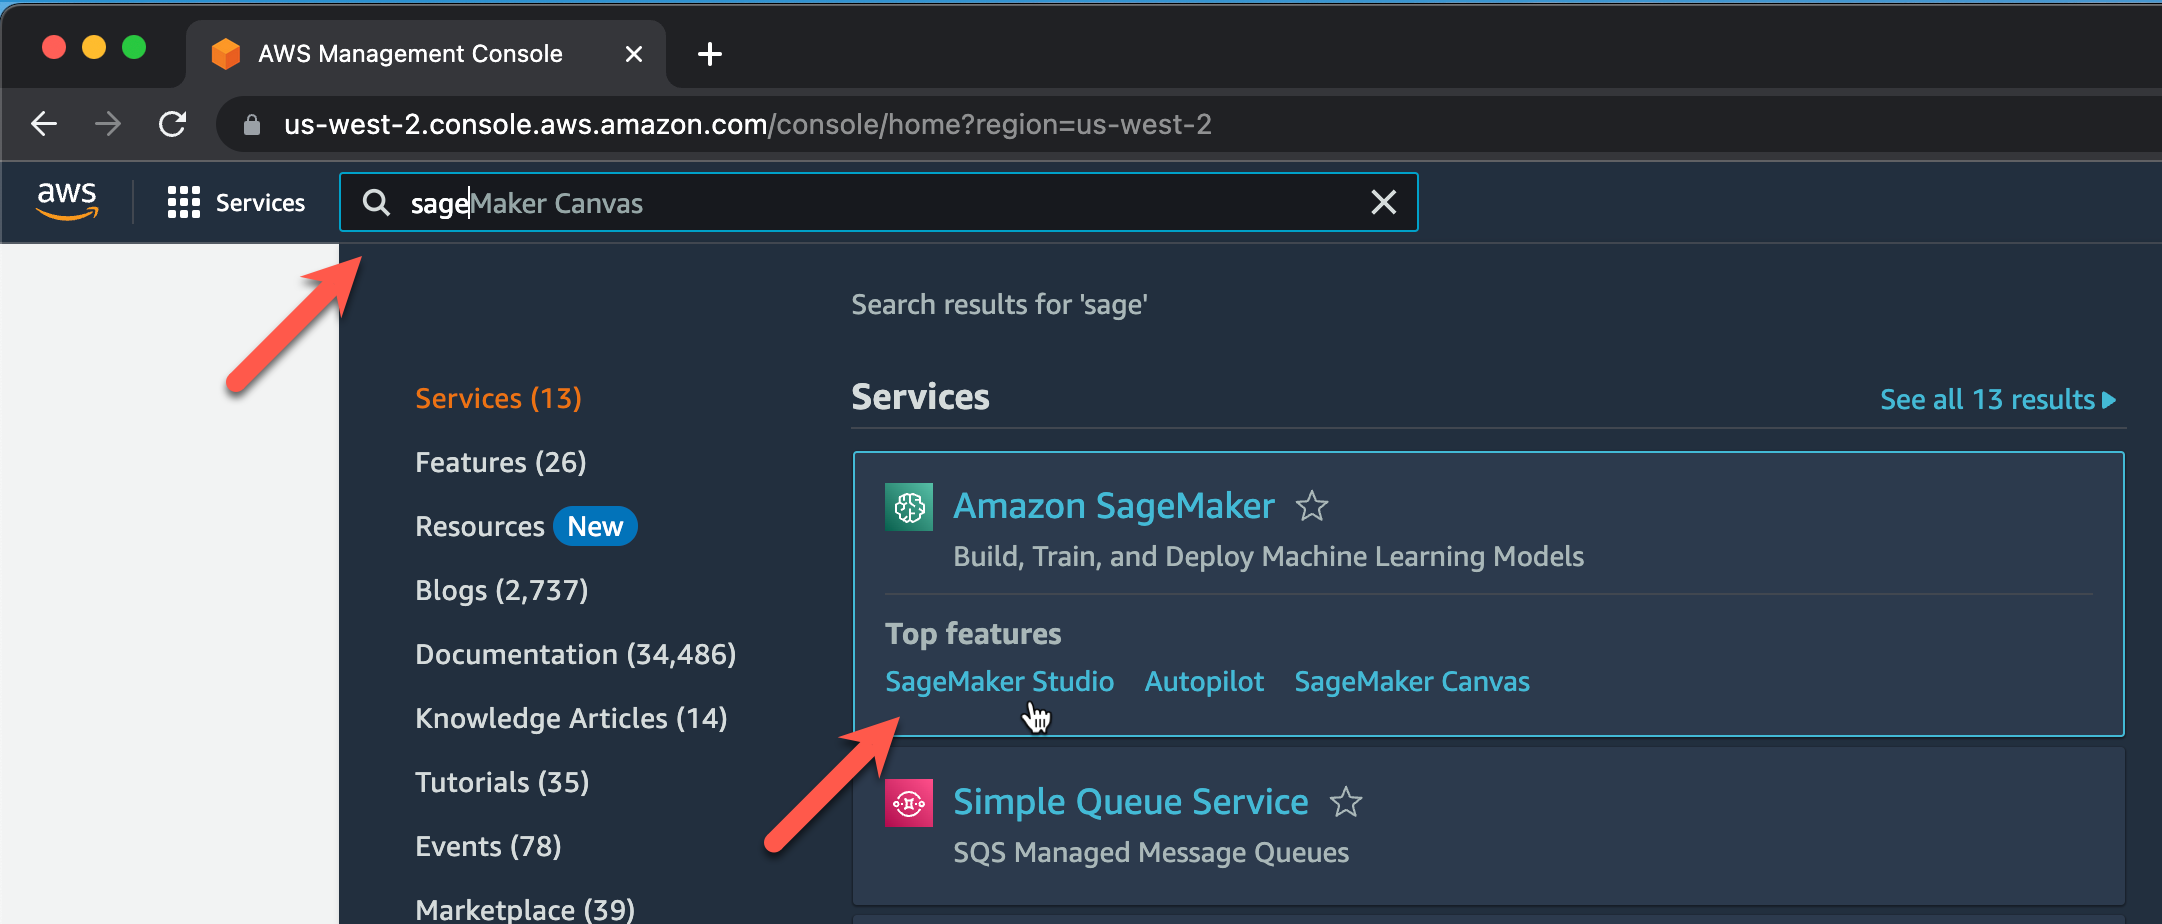 AWS Management Console
us-west-2.console.aws.amazon.com/console/home?region=us-west-2
aws
Services
sageMaker Canvas
Search results for 'sage'
Services (13)
Features (26)
Resources New
Blogs (2,737)
Documentation (34,486)
Knowledge Articles (14)
Tutorials (35)
Events (78)
Marketplace (39)
Services
See all 13 results
Amazon SageMaker
Build, Train, and Deploy Machine Learning Models
Top features
SageMaker Studio Autopilot SageMaker Canvas
Simple Queue Service
SQS Managed Message Queues